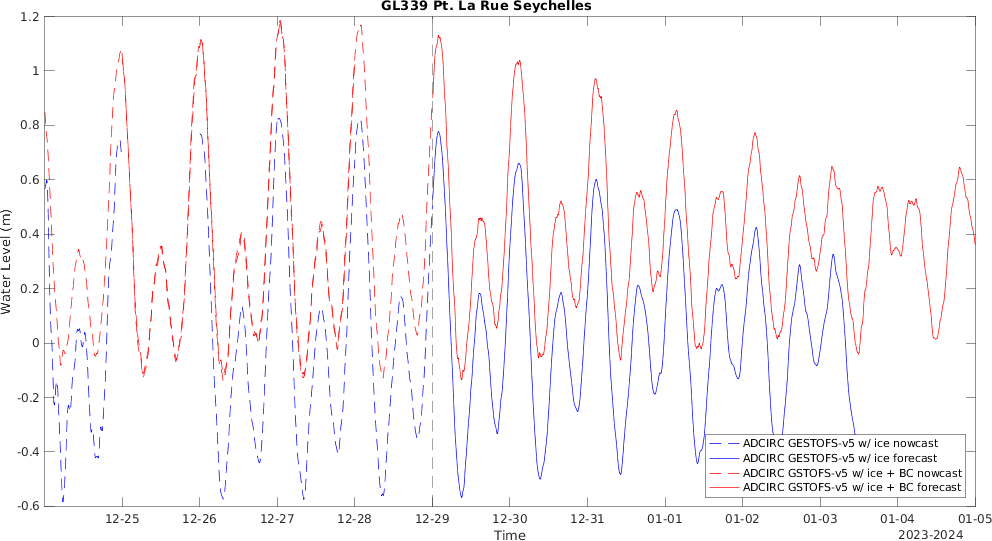 GL339 Pt. La Rue Seychelles
1.2
1
0.8
0.6
0.4
0.2
0
-0.2
-0.4
-0.6
Water Level (m)
12-25 12-26 12-27 12-28 12-29 12-30 12-31 01-01 01-02 01-03 01-04 01-05
Time
2023-2024
ADCIRC GESTOFS-v5 w/ ice nowcast
ADCIRC GESTOFS-v5 w/ ice forecast
ADCIRC GSTOFS-v5 w/ ice + BC nowcast
ADCIRC GSTOFS-v5 w/ ice + BC forecast